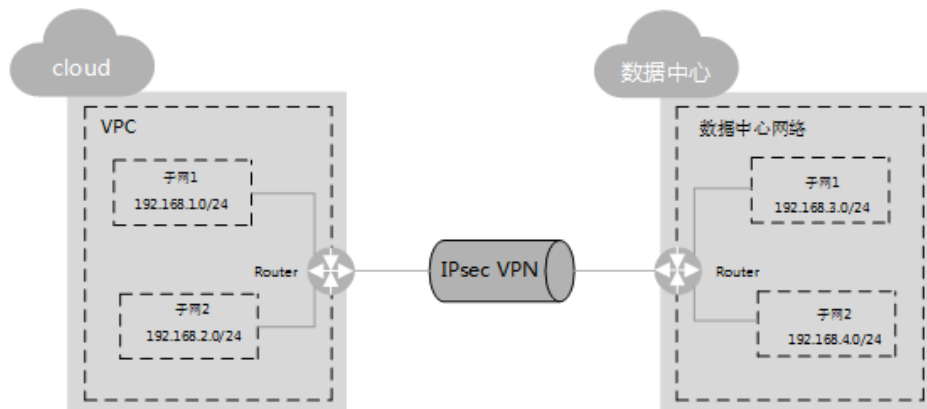 cloud
数据中心
VPC
数据中心网络
子网1
192.168.1.0/24
子网1
192.168.3.0/24
Router
IPsec VPN
Router
子网2
192.168.2.0/24
子网2
192.168.4.0/24